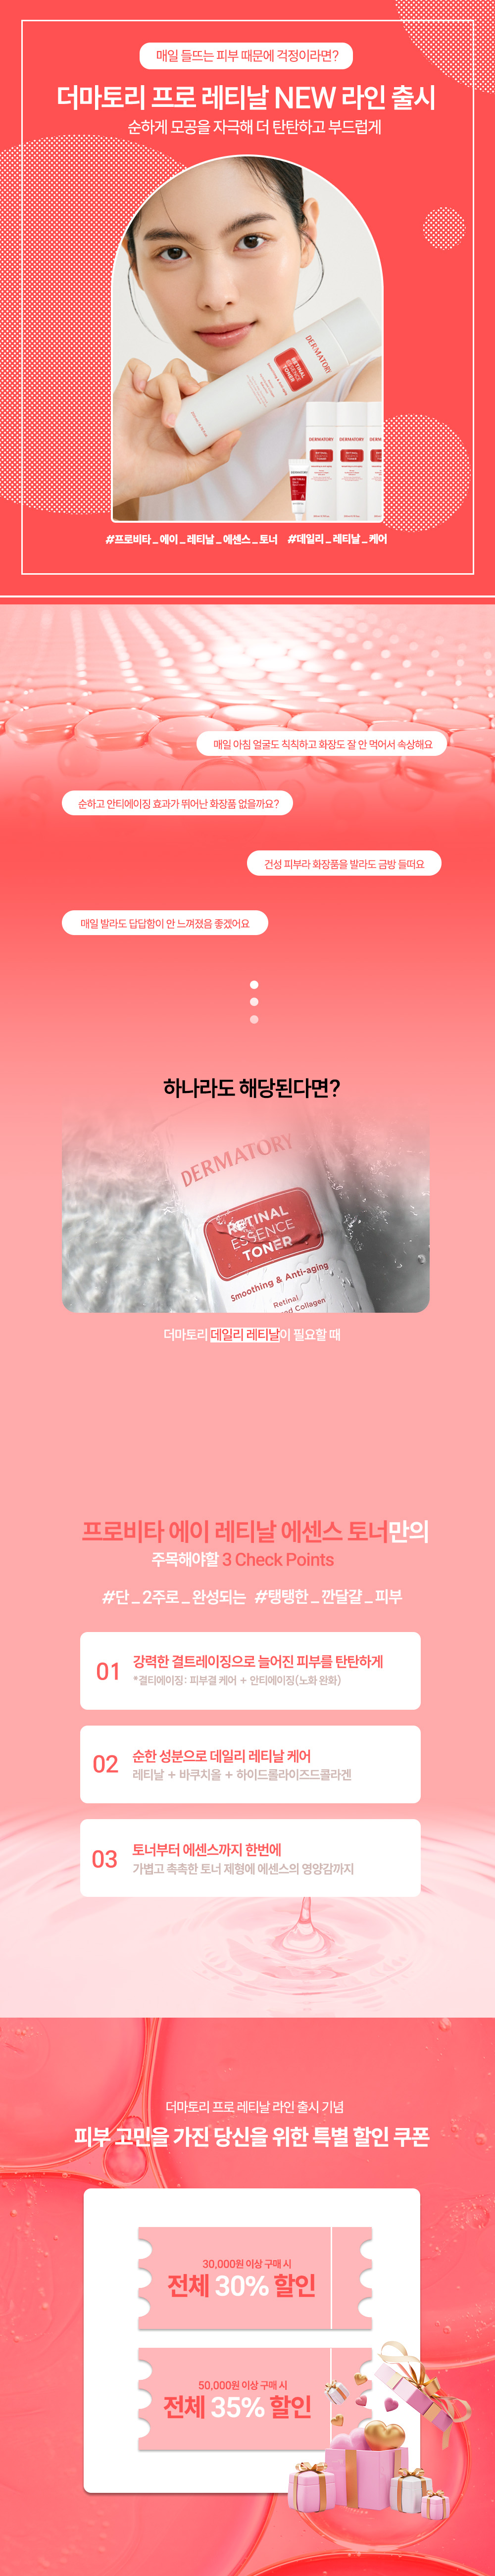 매일 들뜨는 피부 때문에 걱정이라면?
더마토리 프로 레티날 NEW 라인 출시
순하게 모공을 자극해 더 탄탄하고 부드럽게
DERMATORY
RETINAL
ESSENCE
TONER
DERMATORY
DERMATORY
DERMATORY
#프로비타_에이_레티날_에센스_토너 #데일리_레티날_케어
매일 아침 얼굴도 칙칙하고 화장도 잘 안 먹어서 속상해요
순하고 안티에이징 효과가 뛰어난 화장품 없을까요?
건성 피부라 화장품을 발라도 금방 들떠요
매일 발라도 답답함이 안 느껴졌음 좋겠어요
하나라도 해당된다면?
DERMATORY
RETINAL
ESSENCE
TONER
Smoothing & Anti-aging
Retinal
Collagen
더마토리 데일리 레티날이 필요할 때
프로비타 에이 레티날 에센스 토너만의
주목해야할 3 Check Points
#단_2주로_완성되는 #탱탱한_깐달걀_피부
01
강력한 결트레이징으로 늘어진 피부를 탄탄하게
*결티에이징: 피부결 케어 + 안티에이징(노화 완화)
02
순한 성분으로 데일리 레티날 케어
레티날 + 바쿠치올 + 하이드롤라이즈드콜라겐
03
토너부터 에센스까지 한번에
가볍고 촉촉한 토너 제형에 에센스의 영양감까지
더마토리 프로 레티날 라인 출시 기념
피부 고민을 가진 당신을 위한 특별 할인 쿠폰
30,000원 이상 구매 시
전체 30% 할인
50,000원 이상 구매 시
전체 35% 할인